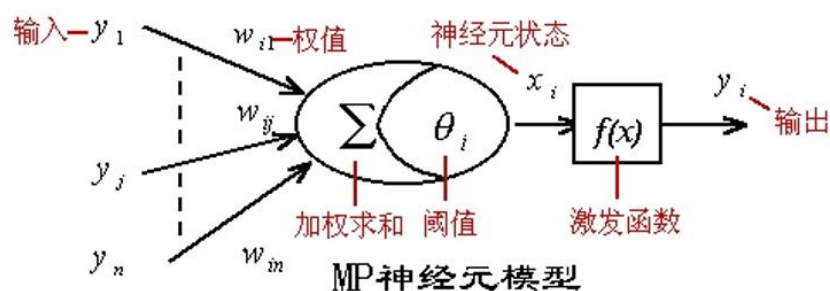 输入 y₁ wᵢ₁ 权值 神经元状态
xᵢ yᵢ
wᵢⱼ ∑ θᵢ f(x) 输出
yⱼ
加权求和 阈值 激发函数
yₙ wᵢₙ
MP神经元模型